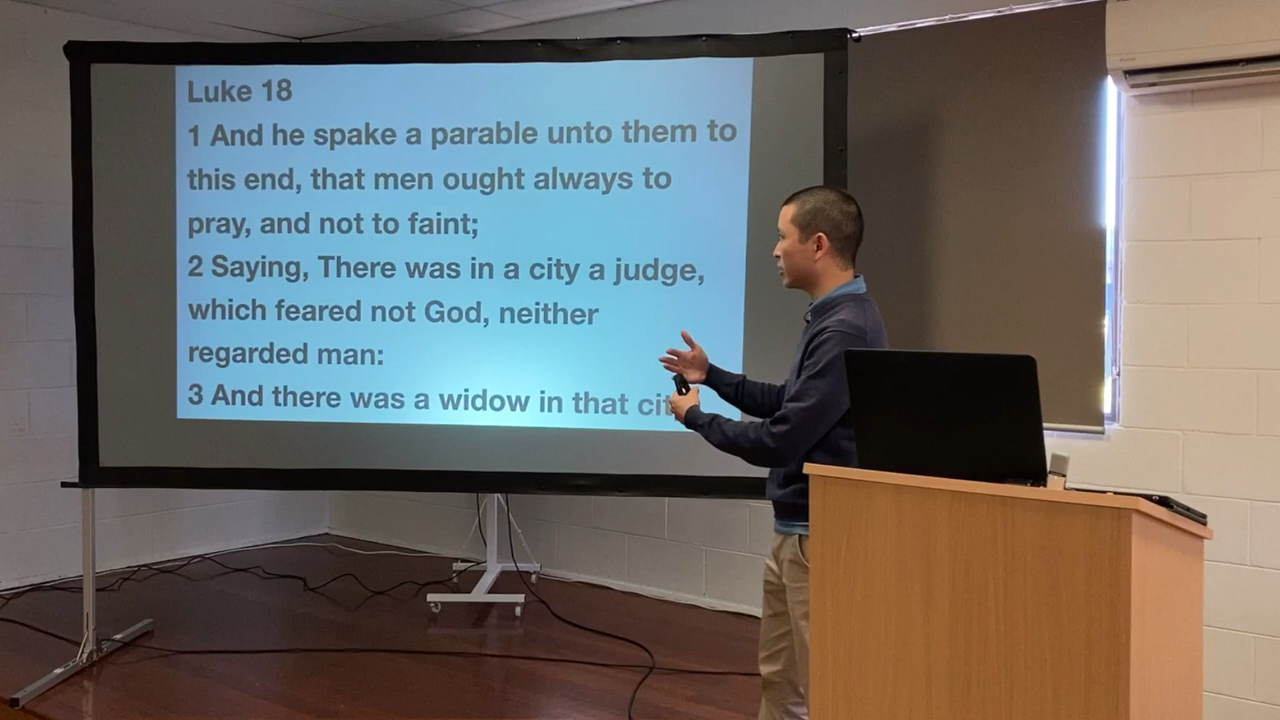 Luke 18
1 And he spake a parable unto them to
this end, that men ought always to
pray, and not to faint;
2 Saying, There was in a city a judge,
which feared not God, neither
regarded man:
3 And there was a widow in that